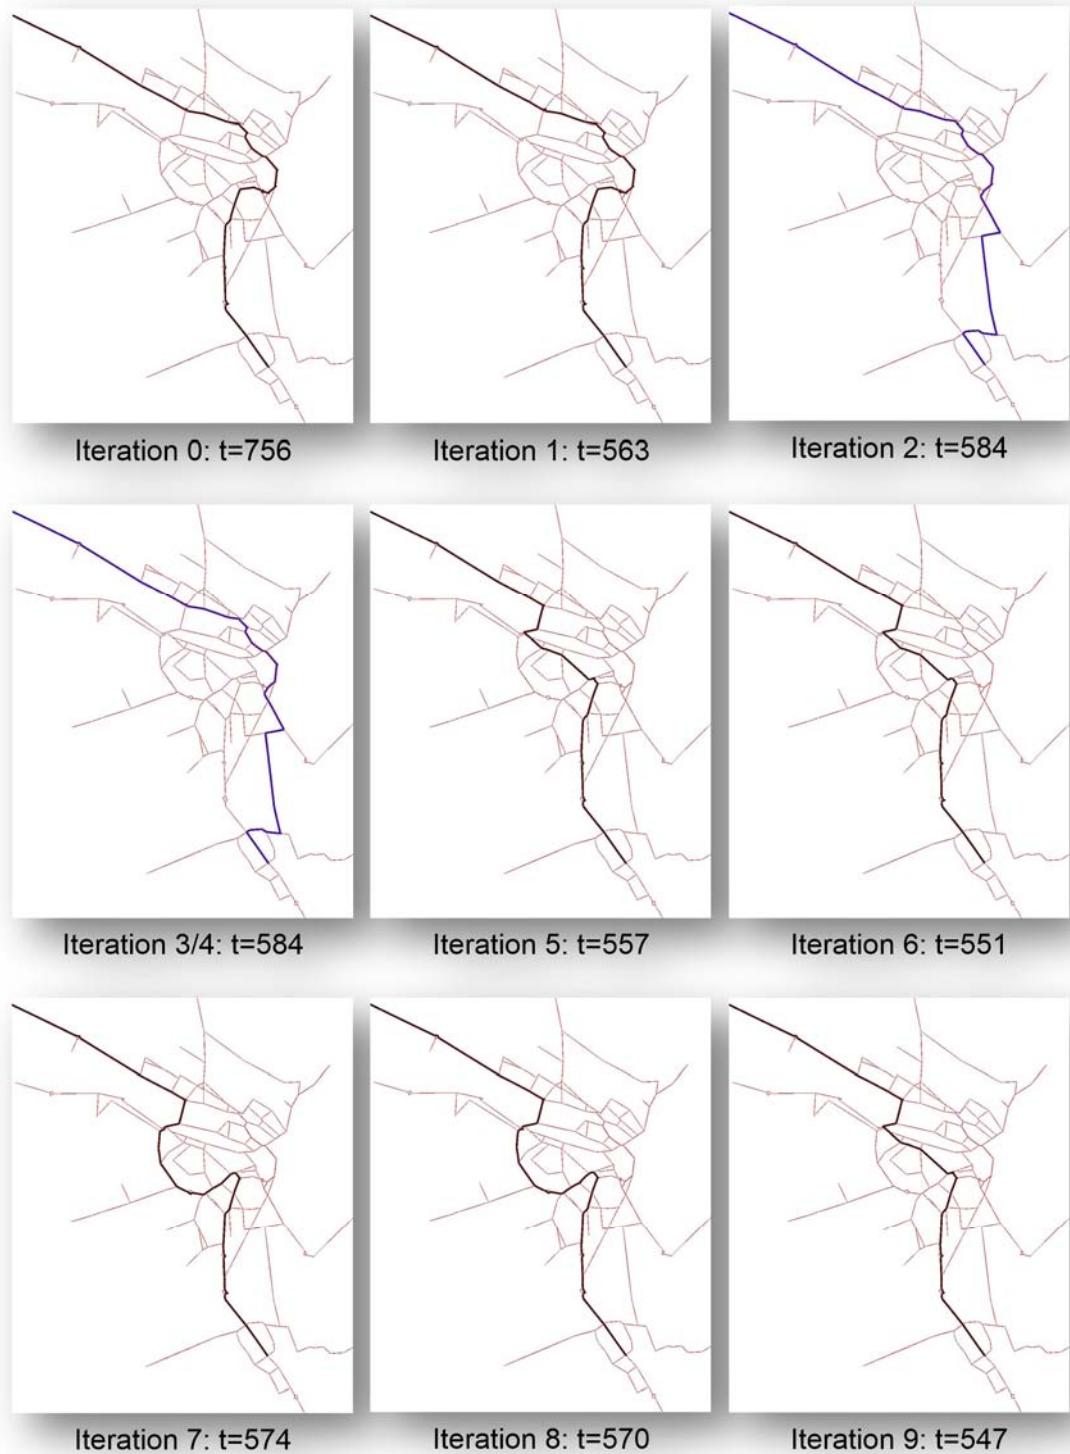 Iteration 0: t=756
Iteration 1: t=563
Iteration 2: t=584
Iteration 3/4: t=584
Iteration 5: t=557
Iteration 6: t=551
Iteration 7: t=574
Iteration 8: t=570
Iteration 9: t=547